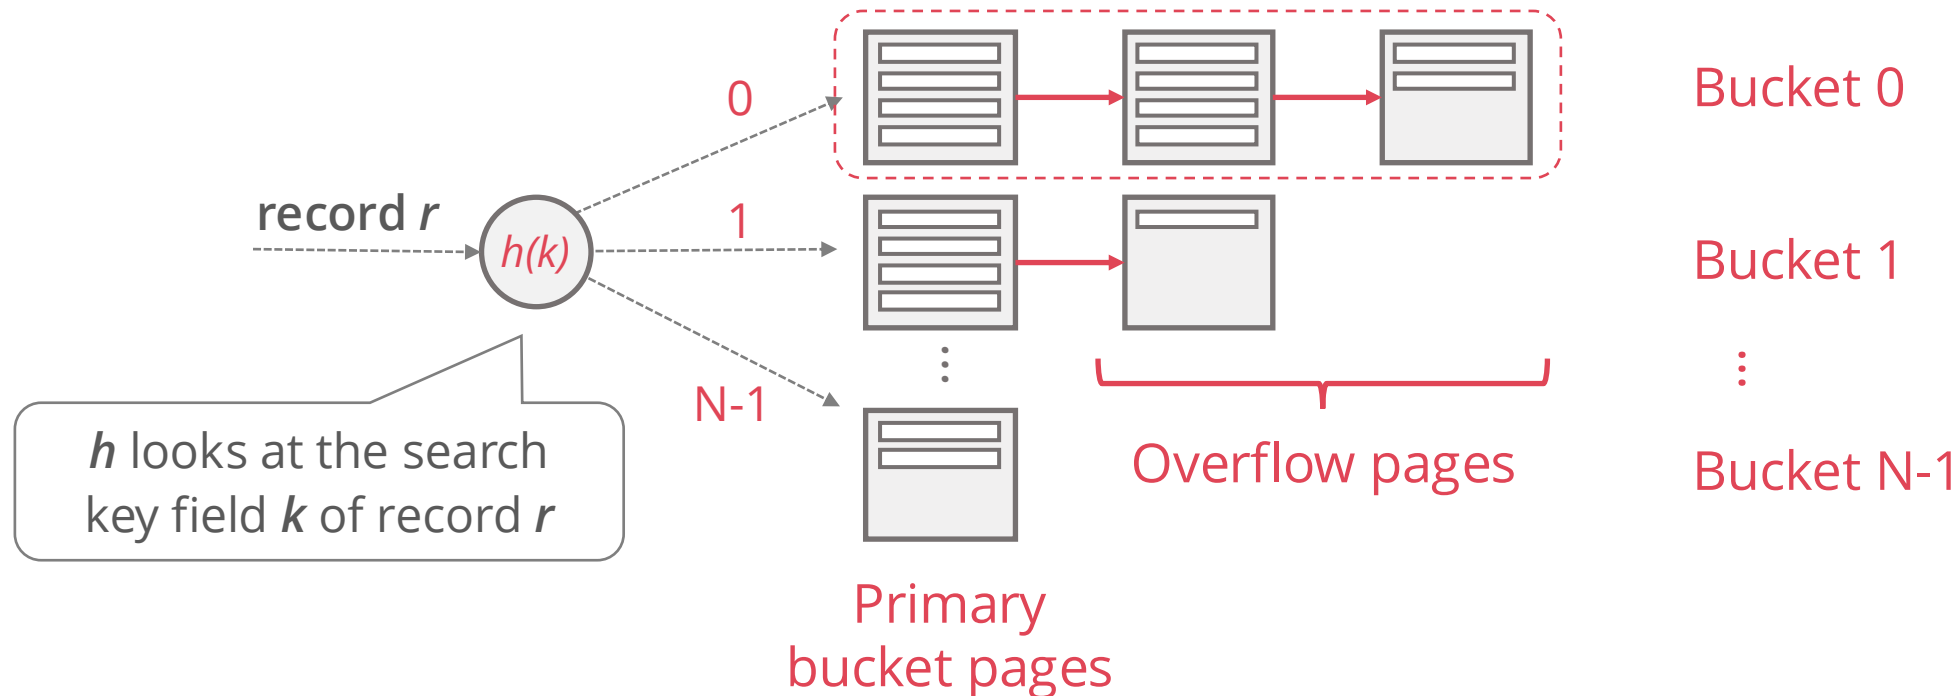 0
Bucket 0
record r
1
h(k)
Bucket 1
N-1
h looks at the search
key field k of record r
Overflow pages
Bucket N-1
Primary
bucket pages